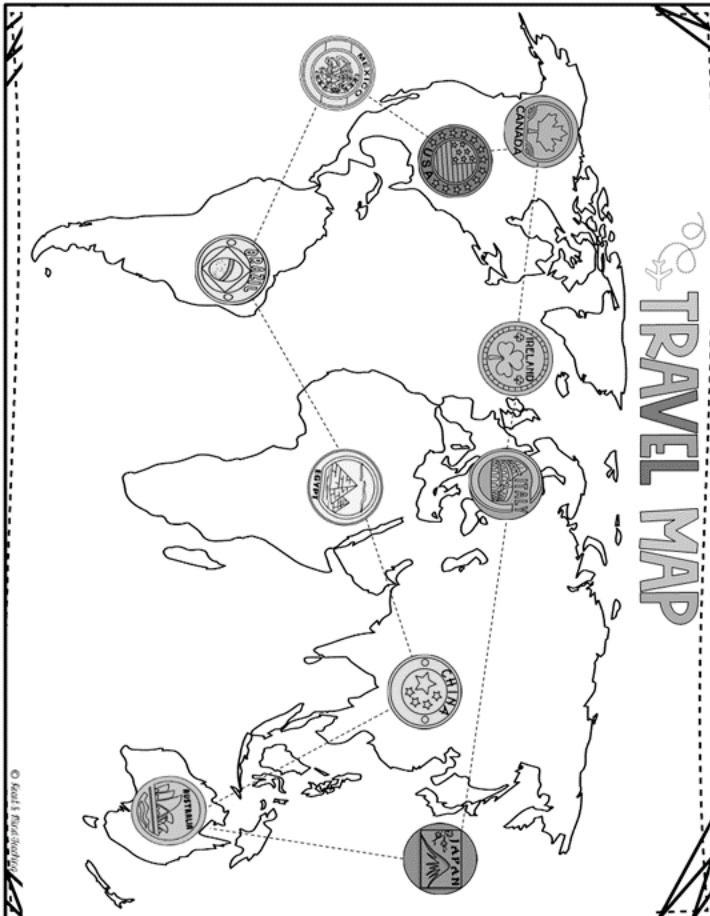 TRAVEL MAP
CANADA
USA
MEXICO
IRELAND
ITALY
BRAZIL
EGYPT
CHINA
JAPAN
AUSTRALIA